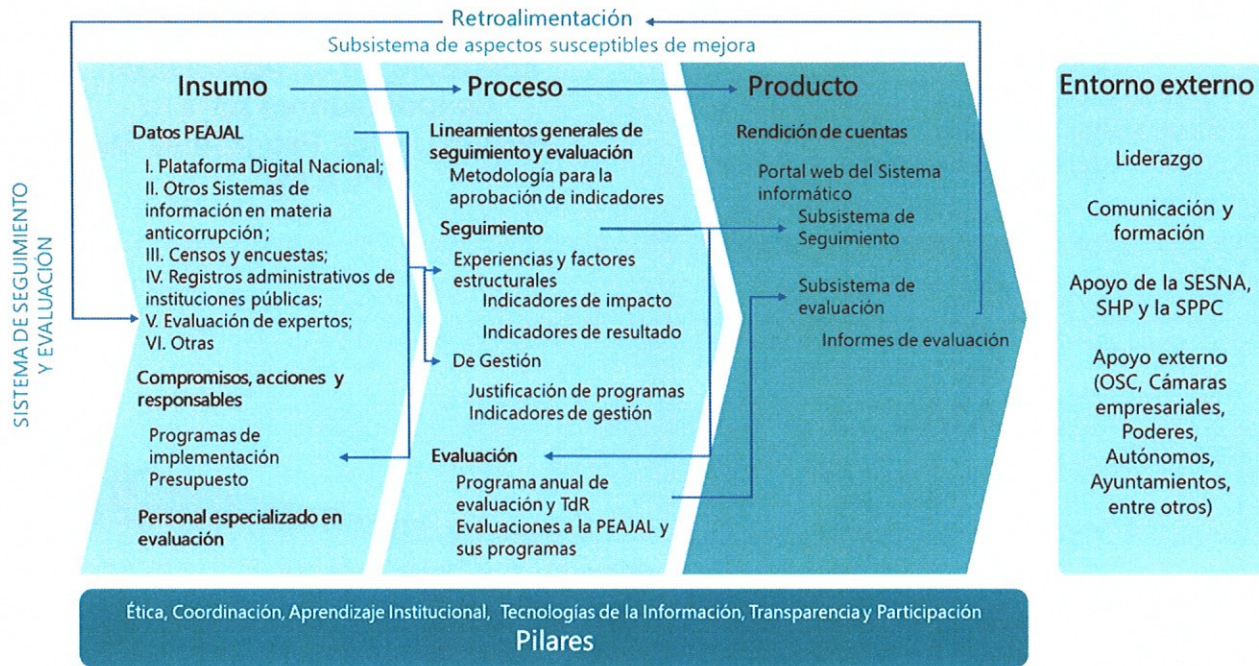 Retroalimentación
Subsistema de aspectos susceptibles de mejora
SISTEMA DE SEGUIMIENTO
Y EVALUACIÓN
Insumo
Datos PEAJAL
I. Plataforma Digital Nacional;
II. Otros Sistemas de
información en materia
anticorrupción;
III. Censos y encuestas;
IV. Registros administrativos de
instituciones públicas;
V. Evaluación de expertos;
VI. Otras
Compromisos, acciones y
responsables
Programas de
implementación
Presupuesto
Personal especializado en
evaluación
Proceso
Lineamientos generales de
seguimiento y evaluación
Metodología para la
aprobación de indicadores
Seguimiento
Experiencias y factores
estructurales
Indicadores de impacto
Indicadores de resultado
De Gestión
Justificación de programas
Indicadores de gestión
Evaluación
Programa anual de
evaluación y TdR
Evaluaciones a la PEAJAL y
sus programas
Producto
Rendición de cuentas
Portal web del Sistema
informático
Subsistema de
Seguimiento
Subsistema de
evaluación
Informes de evaluación
Entorno externo
Liderazgo
Comunicación y
formación
Apoyo de la SESNA,
SHP y la SPPC
Apoyo externo
(OSC, Cámaras
empresariales,
Poderes,
Autónomos,
Ayuntamientos,
entre otros)
Ética, Coordinación, Aprendizaje Institucional, Tecnologías de la Información, Transparencia y Participación
Pilares